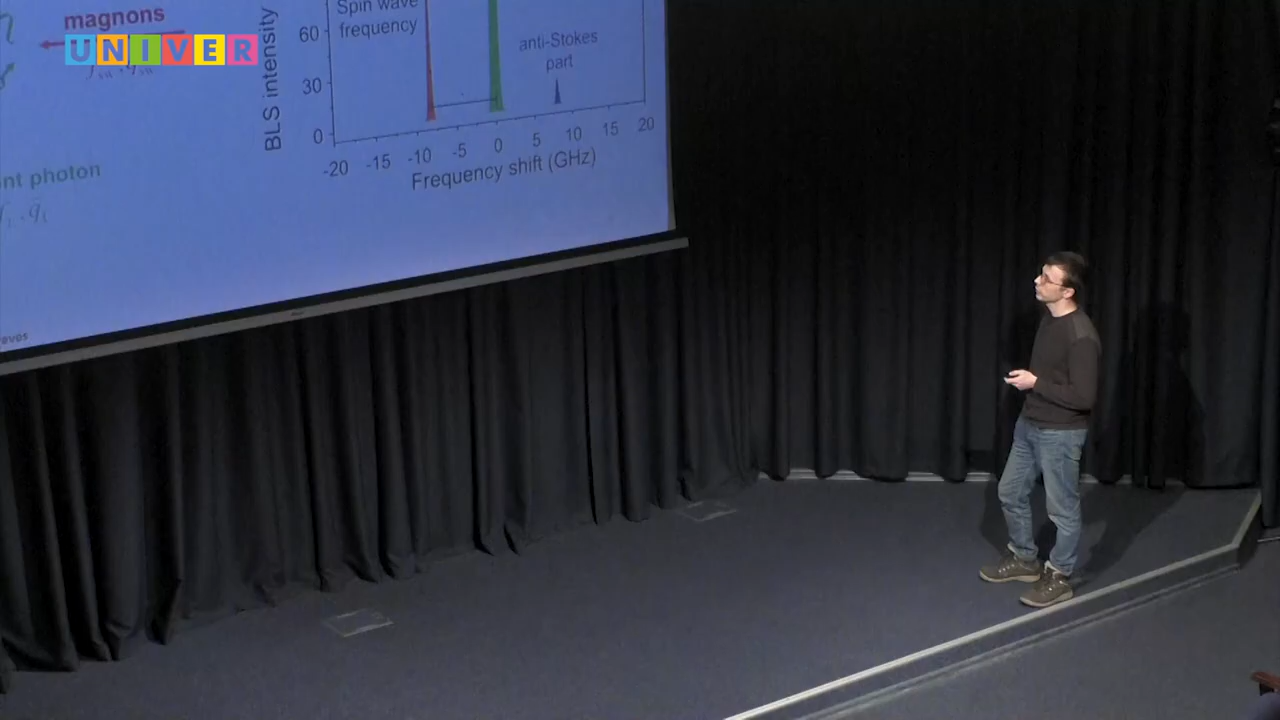 magnons
UNIVER
nt photon
BLS intensity
60
30
0
Spin wave
frequency
anti-Stokes
part
-20 -15 -10 -5 0 5 10 15 20
Frequency shift (GHz)